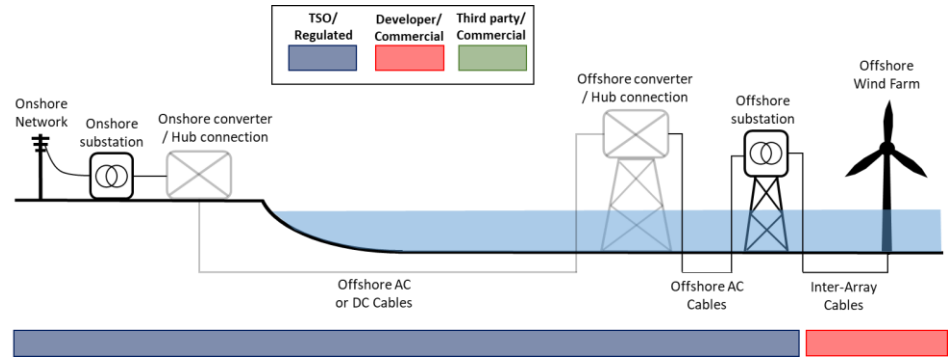 TSO/
Regulated
Developer/
Commercial
Third party/
Commercial
Onshore
Network
Onshore
substation
Onshore converter
/ Hub connection
Offshore converter
/ Hub connection
Offshore
substation
Offshore
Wind Farm
Offshore AC
or DC Cables
Offshore AC
Cables
Inter-Array
Cables